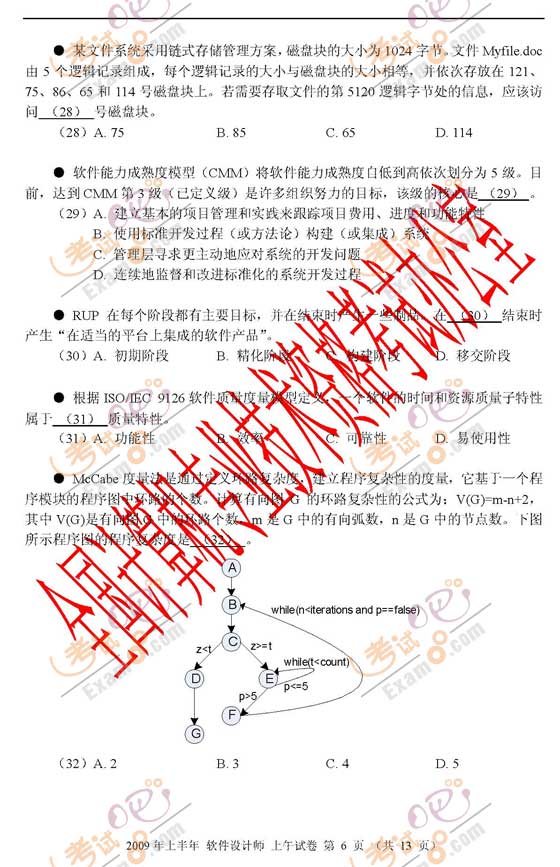 ● 某文件系统采用链式存储管理方案，磁盘块的大小为 1024 字节。文件 Myfile.doc
由 5 个逻辑记录组成，每个逻辑记录的大小与磁盘块的大小相等，并依次存放在 121、
75、86、65 和 114 号磁盘块上。若需要存取文件的第 5120 逻辑字节处的信息，应该访
问 （28） 号磁盘块。
（28）A. 75 B. 85 C. 65 D. 114
● 软件能力成熟度模型（CMM）将软件能力成熟度自低到高依次划分为 5 级。目
前，达到 CMM 第 3 级（已定义级）是许多组织努力的目标，该级的核心是 （29） 。
（29）A. 建立基本的项目管理和实践来跟踪项目费用、进度和功能特性
B. 使用标准开发过程（或方法论）构建（或集成）系统
C. 管理层寻求更主动地应对系统的开发问题
D. 连续地监督和改进标准化的系统开发过程
● RUP 在每个阶段都有主要目标，并在结束时产生一些制品。在 （30） 结束时
产生“在适当的平台上集成的软件产品”。
（30）A. 初期阶段 B. 精化阶段 C. 构建阶段 D. 移交阶段
● 根据 ISO/IEC 9126 软件质量度量模型定义，一个软件的时间和资源质量子特性
属于 （31） 质量特性。
（31）A. 功能性 B. 效率 C. 可靠性 D. 易使用性
● McCabe 度量法是通过定义环路复杂度，建立程序复杂性的度量，它基于一个程
序模块的程序图中环路的个数。计算有向图 G 的环路复杂性的公式为：V(G)=m-n+2，
其中 V(G)是有向图 G 中的环路个数，m 是 G 中的有向弧数，n 是 G 中的节点数。下图
所示程序图的程序复杂度是 （32） 。
A
B
while(n<iterations and p==false)
C
z<t
z>=t
while(t<count)
D
E
p<=5
p>5
F
G
（32）A. 2 B. 3 C. 4 D. 5
2009 年上半年 软件设计师 上午试卷 第 6 页 （共 13 页）
考试
Exam8.com